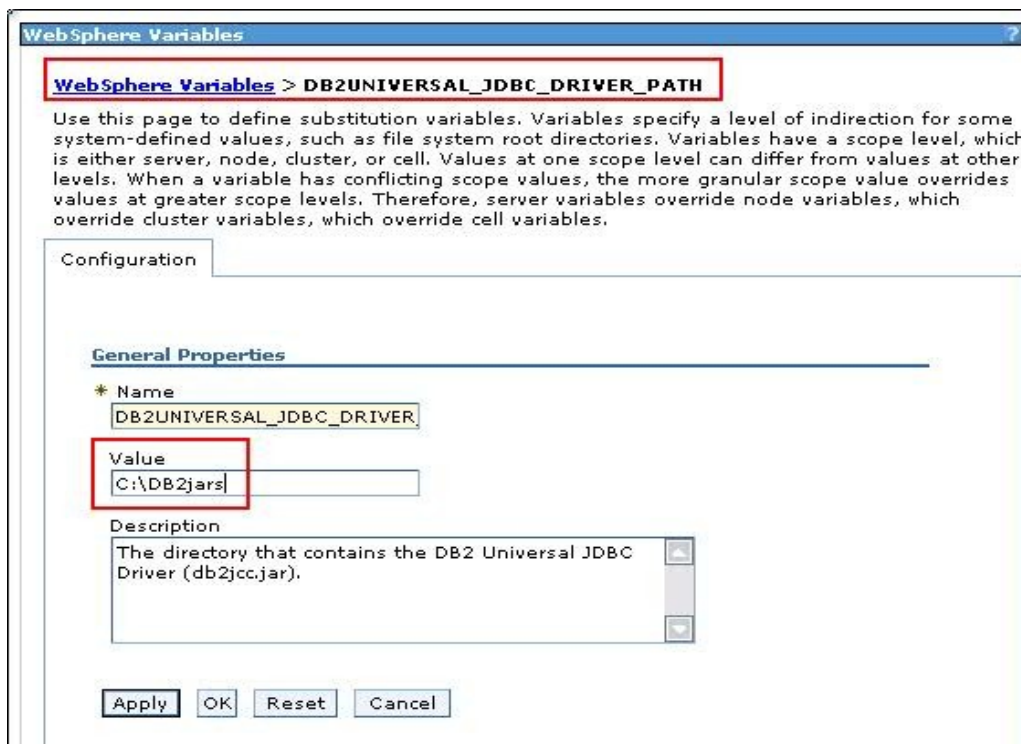 WebSphere Variables ?
WebSphere Variables > DB2UNIVERSAL_JDBC_DRIVER_PATH
Use this page to define substitution variables. Variables specify a level of indirection for some
system-defined values, such as file system root directories. Variables have a scope level, which
is either server, node, cluster, or cell. Values at one scope level can differ from values at other
levels. When a variable has conflicting scope values, the more granular scope value overrides
values at greater scope levels. Therefore, server variables override node variables, which
override cluster variables, which override cell variables.
Configuration
General Properties
* Name
DB2UNIVERSAL_JDBC_DRIVER_
Value
C:\DB2jars
Description
The directory that contains the DB2 Universal JDBC
Driver (db2jcc.jar).
Apply OK Reset Cancel